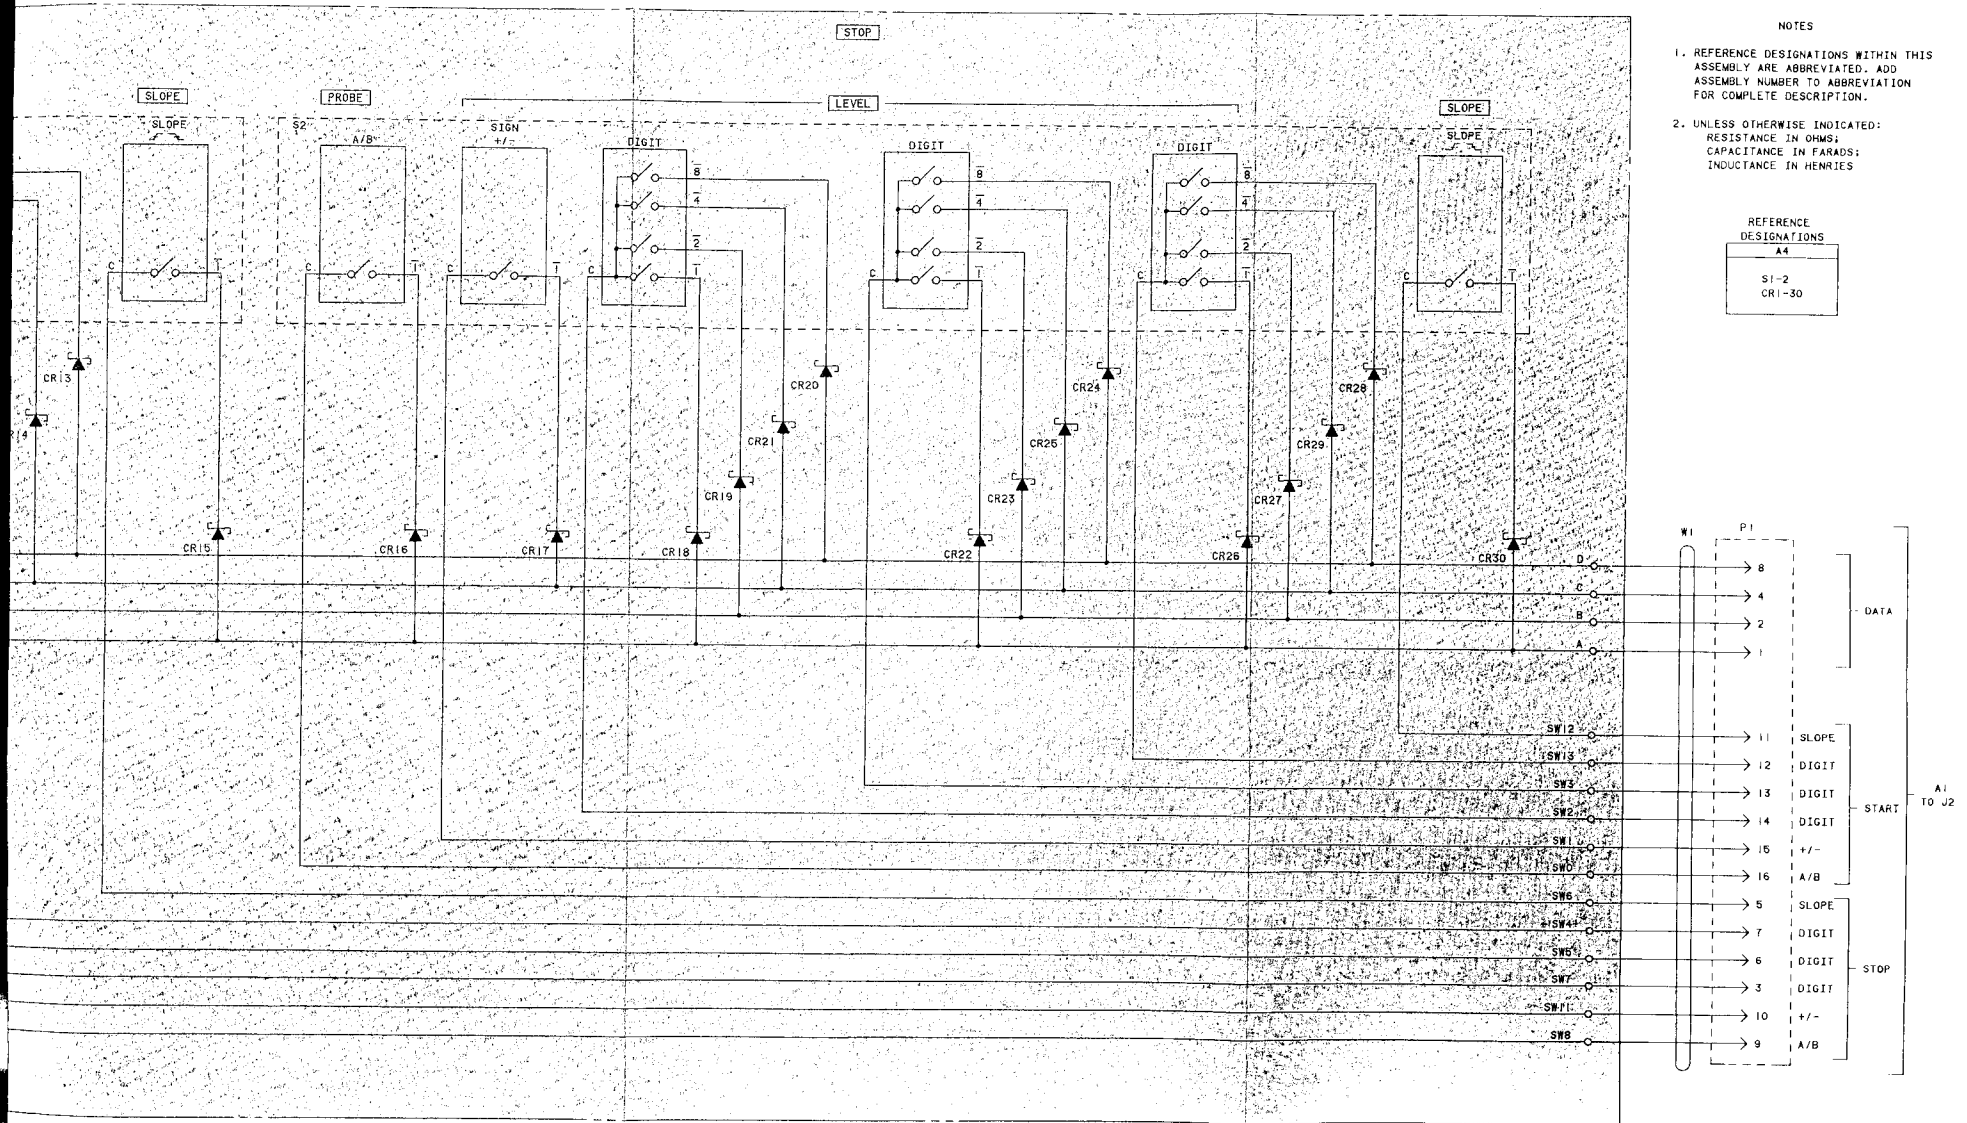 STOP
SLOPE
PROBE
LEVEL
SLOPE
SLOPE
S2
A/B
SIGN
+/-
DIGIT
DIGIT
DIGIT
SLOPE
8
4
2
1
8
4
2
1
8
4
2
1
C
1
C
1
C
1
C
C
C
C
1
CR13
CR15
CR16
CR17
CR18
CR19
CR21
CR20
CR22
CR23
CR25
CR24
CR26
CR27
CR29
CR28
CR30
D
C
B
A
SW12
SW13
SW3
SW2
SW1
SW0
SW6
SW4
SW5
SW7
SW11
SW8
NOTES
1. REFERENCE DESIGNATIONS WITHIN THIS
ASSEMBLY ARE ABBREVIATED. ADD
ASSEMBLY NUMBER TO ABBREVIATION
FOR COMPLETE DESCRIPTION.
2. UNLESS OTHERWISE INDICATED:
RESISTANCE IN OHMS;
CAPACITANCE IN FARADS;
INDUCTANCE IN HENRIES
REFERENCE
DESIGNATIONS
A4
S1-2
CR1-30
W1
P1
8
4
2
1
DATA
11 SLOPE
12 DIGIT
13 DIGIT
14 DIGIT
15 +/-
16 A/B
START
5 SLOPE
7 DIGIT
6 DIGIT
3 DIGIT
10 +/-
9 A/B
STOP
A1
TO J2